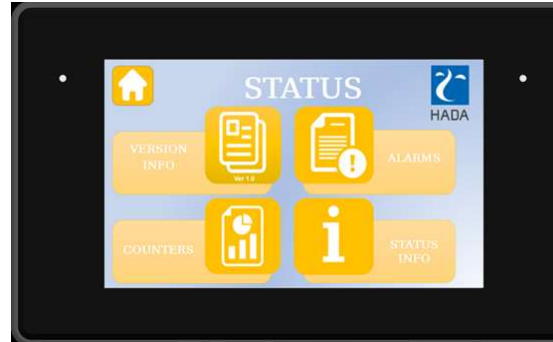 STATUS
HADA
VERSION
INFO
Ver 1.0
ALARMS
COUNTERS
STATUS
INFO